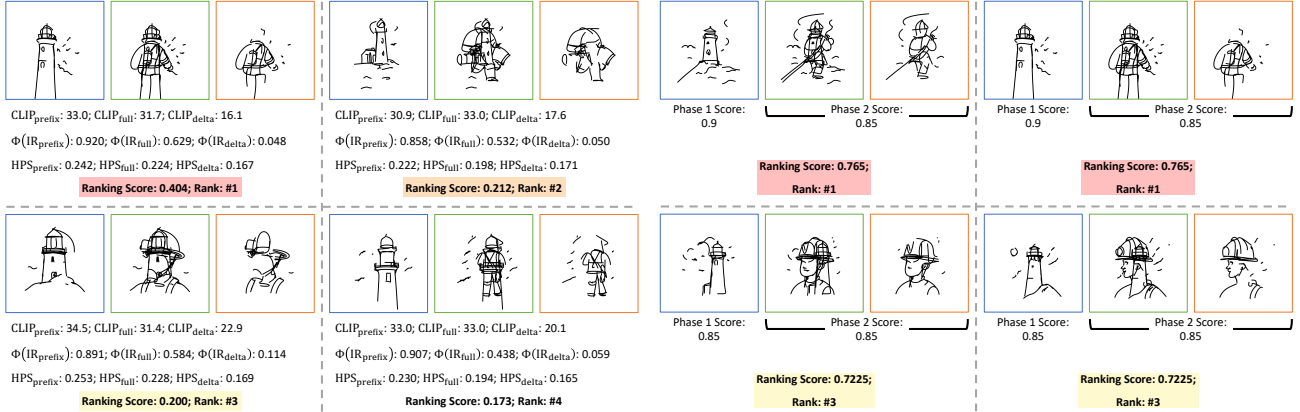 CLIP_prefix: 33.0; CLIP_full: 31.7; CLIP_delta: 16.1
Φ(IR_prefix): 0.920; Φ(IR_full): 0.629; Φ(IR_delta): 0.048
HPS_prefix: 0.242; HPS_full: 0.224; HPS_delta: 0.167
Ranking Score: 0.404; Rank: #1
CLIP_prefix: 30.9; CLIP_full: 33.0; CLIP_delta: 17.6
Φ(IR_prefix): 0.858; Φ(IR_full): 0.532; Φ(IR_delta): 0.050
HPS_prefix: 0.222; HPS_full: 0.198; HPS_delta: 0.171
Ranking Score: 0.212; Rank: #2
Phase 1 Score:
0.9
Phase 2 Score:
0.85
Ranking Score: 0.765;
Rank: #1
Phase 1 Score:
0.9
Phase 2 Score:
0.85
Ranking Score: 0.765;
Rank: #1
CLIP_prefix: 34.5; CLIP_full: 31.4; CLIP_delta: 22.9
Φ(IR_prefix): 0.891; Φ(IR_full): 0.584; Φ(IR_delta): 0.114
HPS_prefix: 0.253; HPS_full: 0.228; HPS_delta: 0.169
Ranking Score: 0.200; Rank: #3
CLIP_prefix: 33.0; CLIP_full: 33.0; CLIP_delta: 20.1
Φ(IR_prefix): 0.907; Φ(IR_full): 0.438; Φ(IR_delta): 0.059
HPS_prefix: 0.230; HPS_full: 0.194; HPS_delta: 0.165
Ranking Score: 0.173; Rank: #4
Phase 1 Score:
0.85
Phase 2 Score:
0.85
Ranking Score: 0.7225;
Rank: #3
Phase 1 Score:
0.85
Phase 2 Score:
0.85
Ranking Score: 0.7225;
Rank: #3